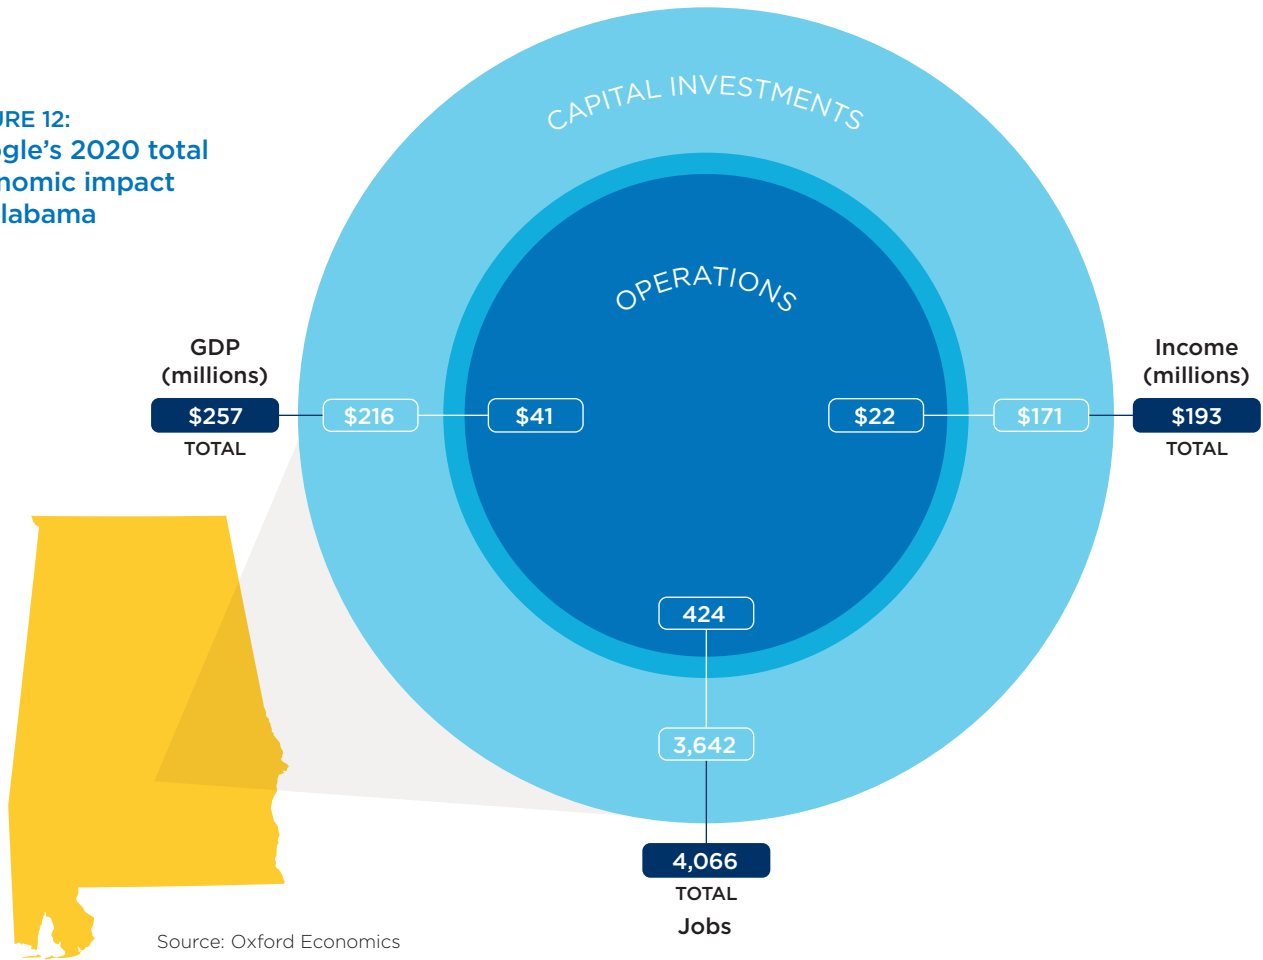 URE 12:
ogle's 2020 total
nomic impact
labama
CAPITAL INVESTMENTS
OPERATIONS
GDP
(millions)
$257
TOTAL
$216
$41
$22
$171
Income
(millions)
$193
TOTAL
424
3,642
4,066
TOTAL
Jobs
Source: Oxford Economics